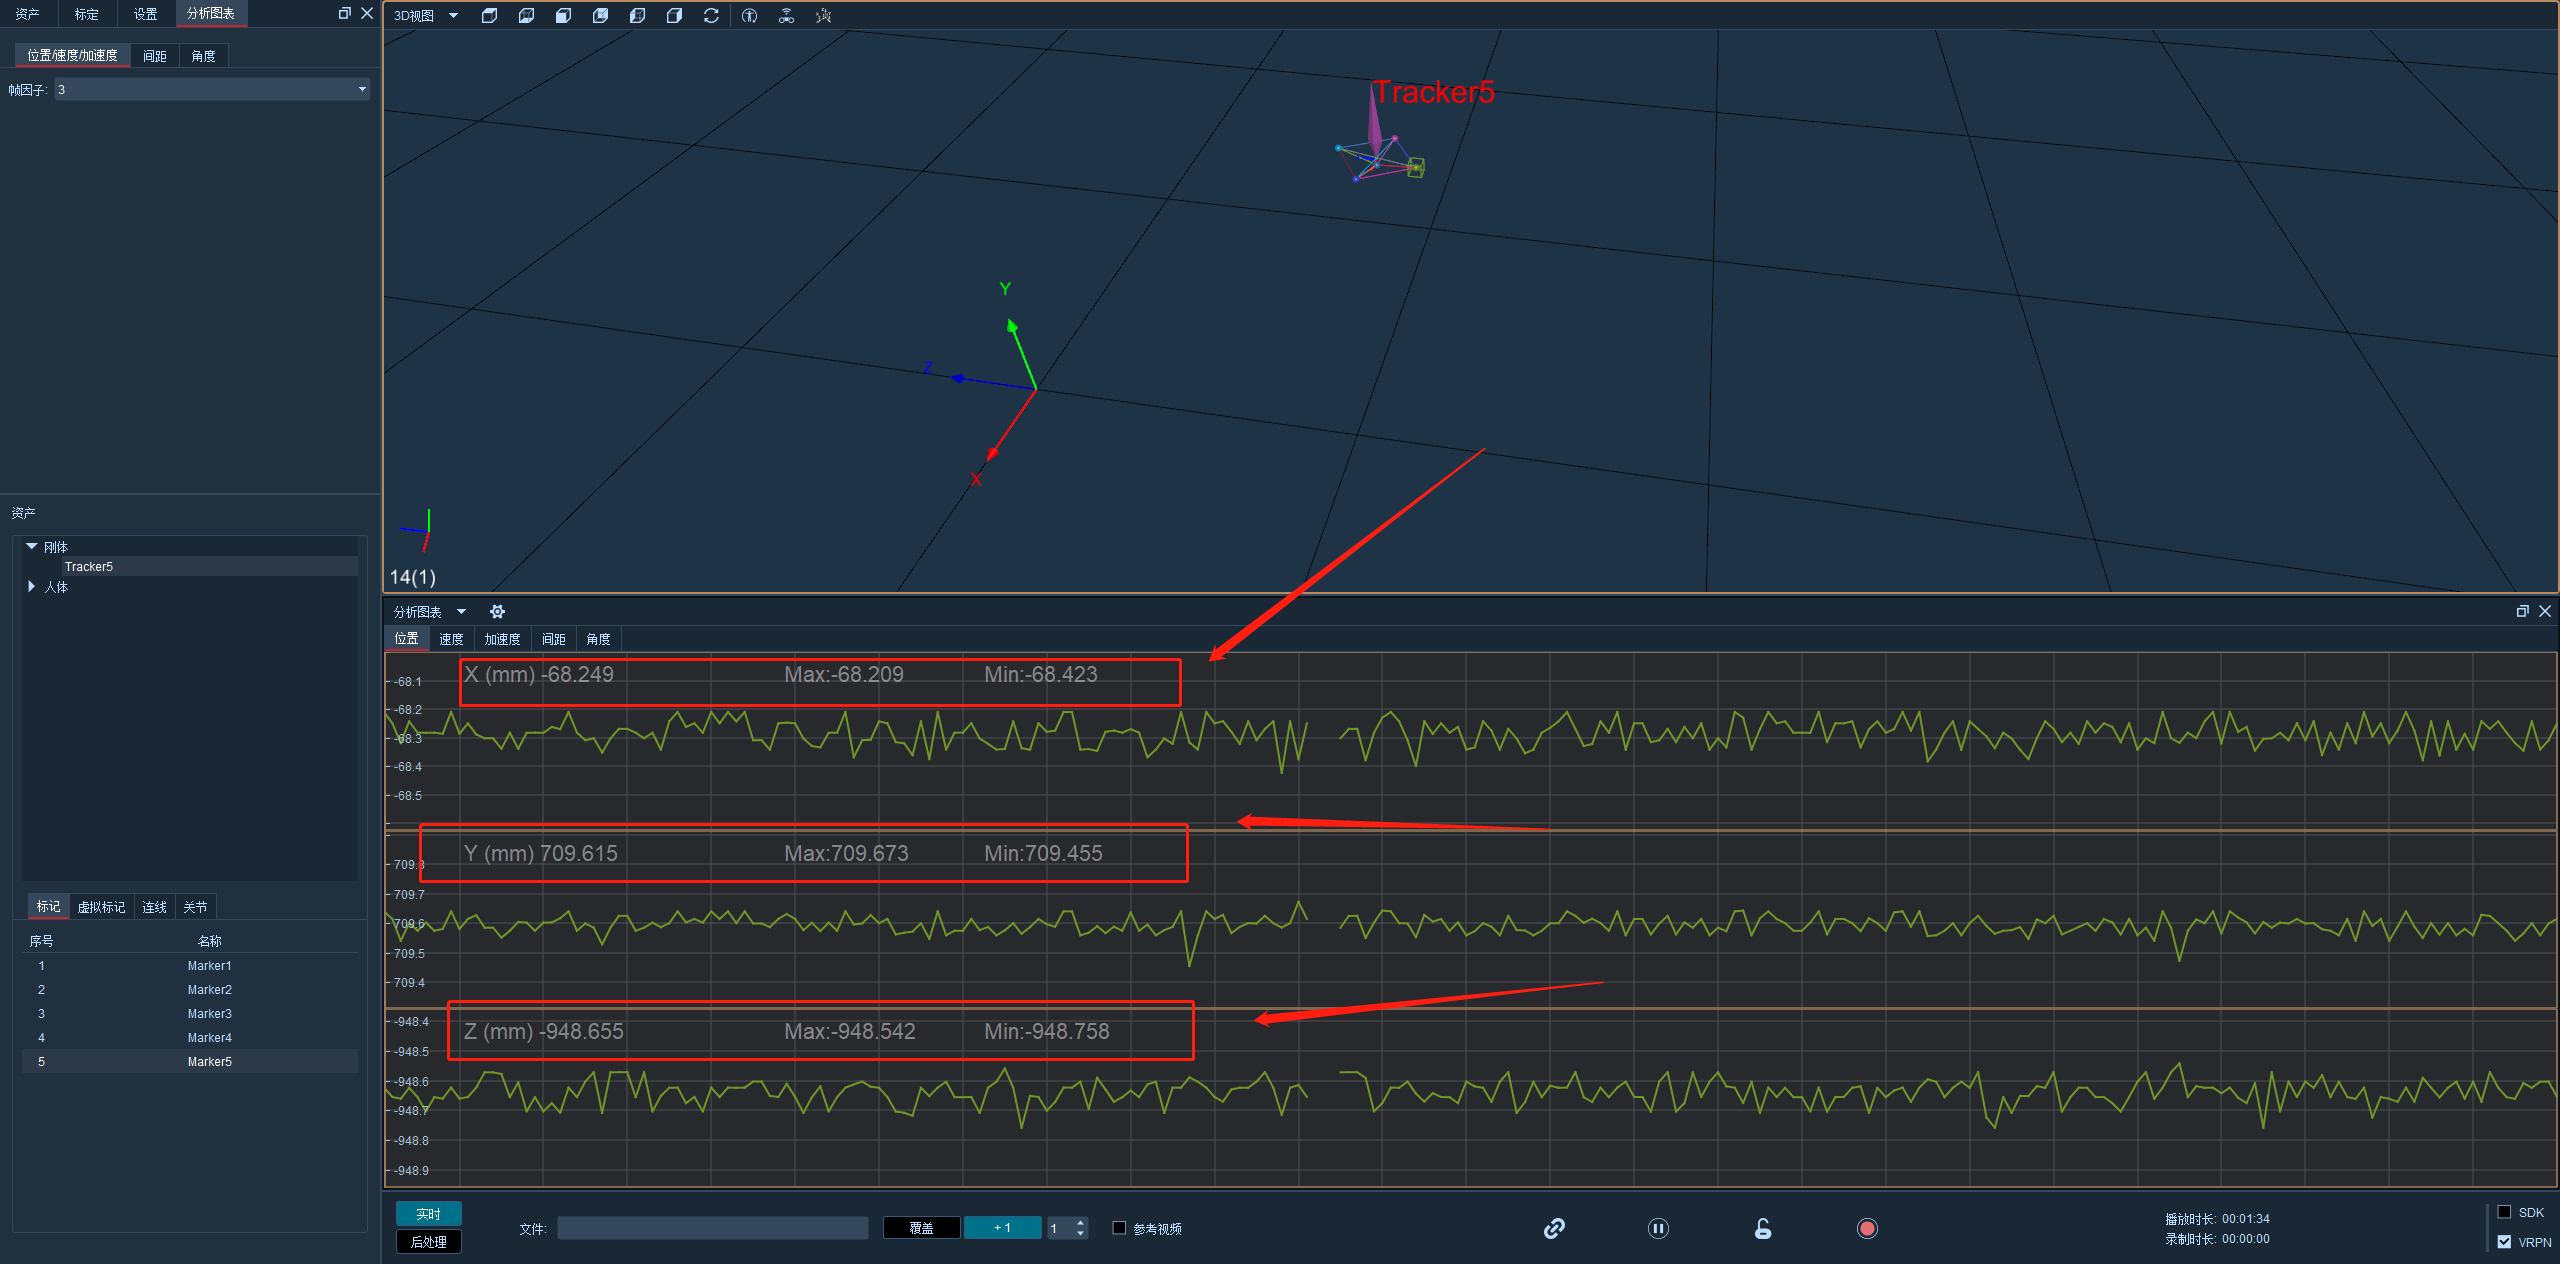 资产 标定 设置 分析图表
位置/速度/加速度 间距 角度
帧因子: 3
资产
刚体
Tracker5
人体
标记 虚拟标记 连线 关节
序号 名称
1 Marker1
2 Marker2
3 Marker3
4 Marker4
5 Marker5
3D视图
Tracker5
Y
Z
X
14(1)
分析图表
位置 速度 加速度 间距 角度
X (mm) -68.249 Max:-68.209 Min:-68.423
-68.1
-68.2
-68.3
-68.4
-68.5
Y (mm) 709.615 Max:709.673 Min:709.455
709.8
709.7
709.6
709.5
709.4
Z (mm) -948.655 Max:-948.542 Min:-948.758
-948.4
-948.5
-948.6
-948.7
-948.8
-948.9
实时
后处理
文件: 覆盖 +1 1 参考视频
播放时长: 00:01:34
录制时长: 00:00:00
SDK
VRPN